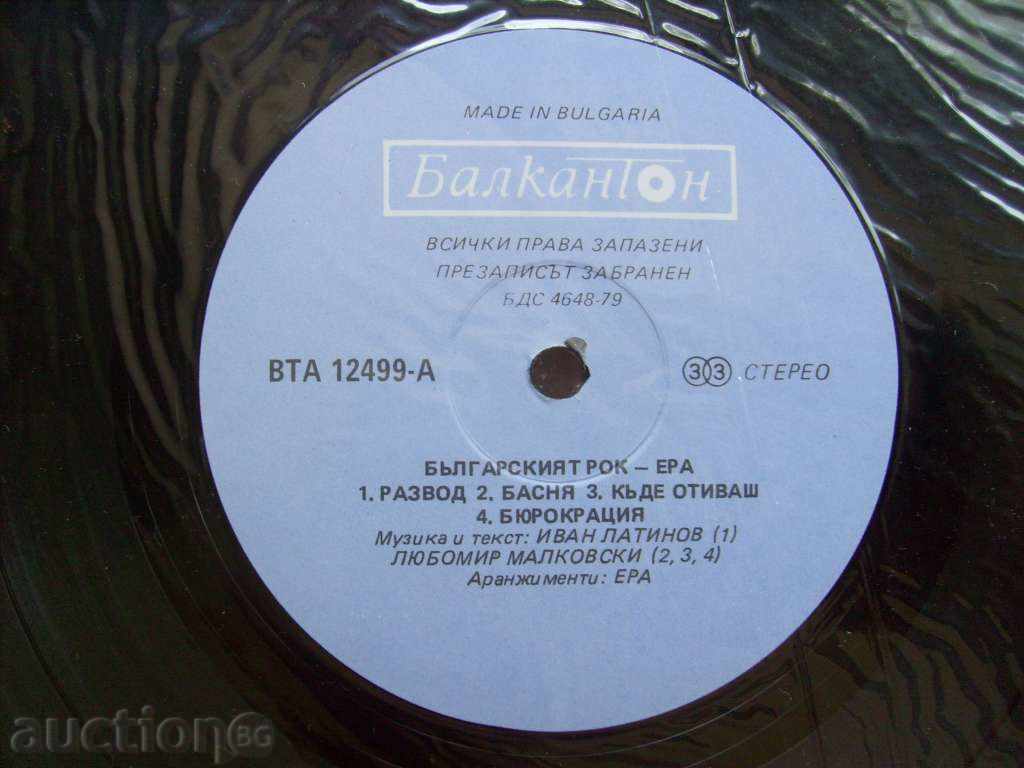 MADE IN BULGARIA
Балкантон
ВСИЧКИ ПРАВА ЗАПАЗЕНИ
ПРЕЗАПИСЪТ ЗАБРАНЕН
БДС 4648-79
ВТА 12499-А
33 СТЕРЕО
БЪЛГАРСКИЯТ РОК – ЕРА
1. РАЗВОД 2. БАСНЯ 3. КЪДЕ ОТИВАШ
4. БЮРОКРАЦИЯ
Музика и текст: ИВАН ЛАТИНОВ (1)
ЛЮБОМИР МАЛКОВСКИ (2, 3, 4)
Аранжименти: ЕРА
auction BG